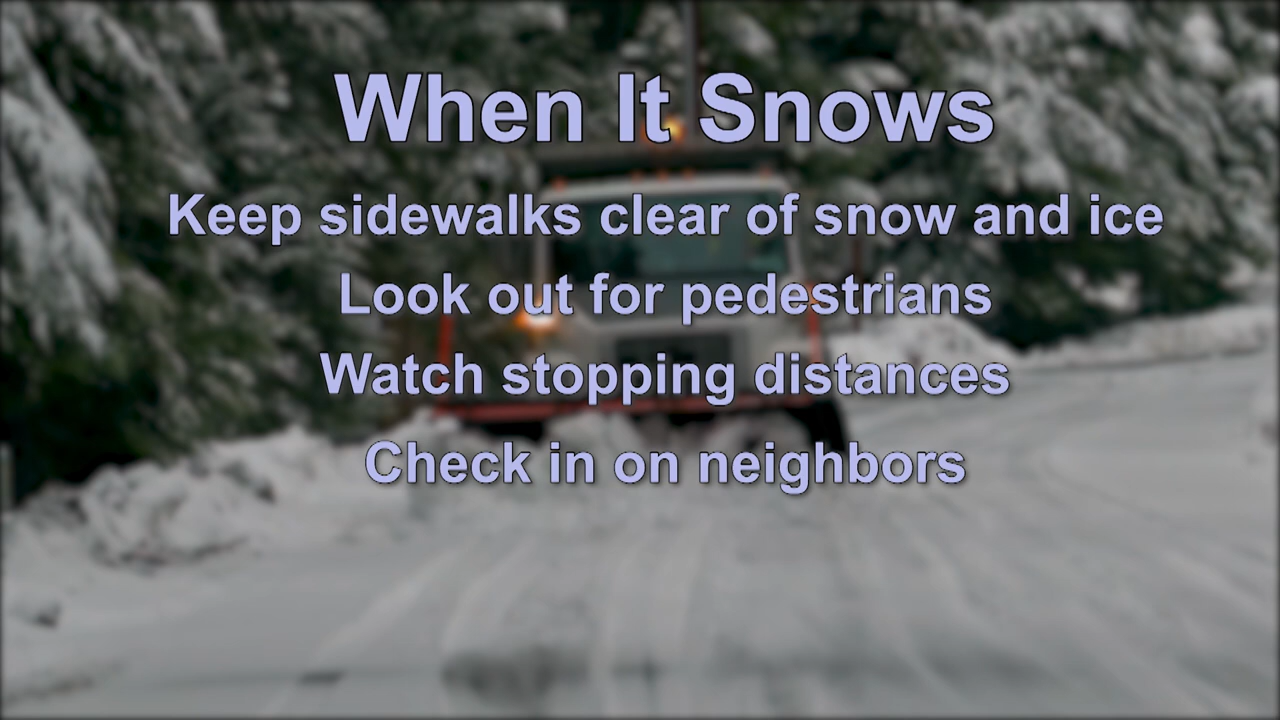 When It Snows
Keep sidewalks clear of snow and ice
Look out for pedestrians
Watch stopping distances
Check in on neighbors